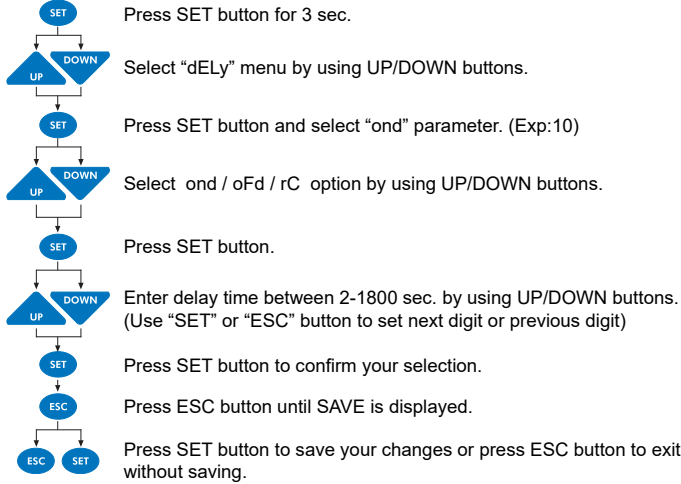 SET
Press SET button for 3 sec.
UP
DOWN
Select “dELy” menu by using UP/DOWN buttons.
SET
Press SET button and select “ond” parameter. (Exp:10)
UP
DOWN
Select ond / oFd / rC option by using UP/DOWN buttons.
SET
Press SET button.
UP
DOWN
Enter delay time between 2-1800 sec. by using UP/DOWN buttons.
(Use “SET” or “ESC” button to set next digit or previous digit)
SET
Press SET button to confirm your selection.
ESC
Press ESC button until SAVE is displayed.
ESC
SET
Press SET button to save your changes or press ESC button to exit
without saving.